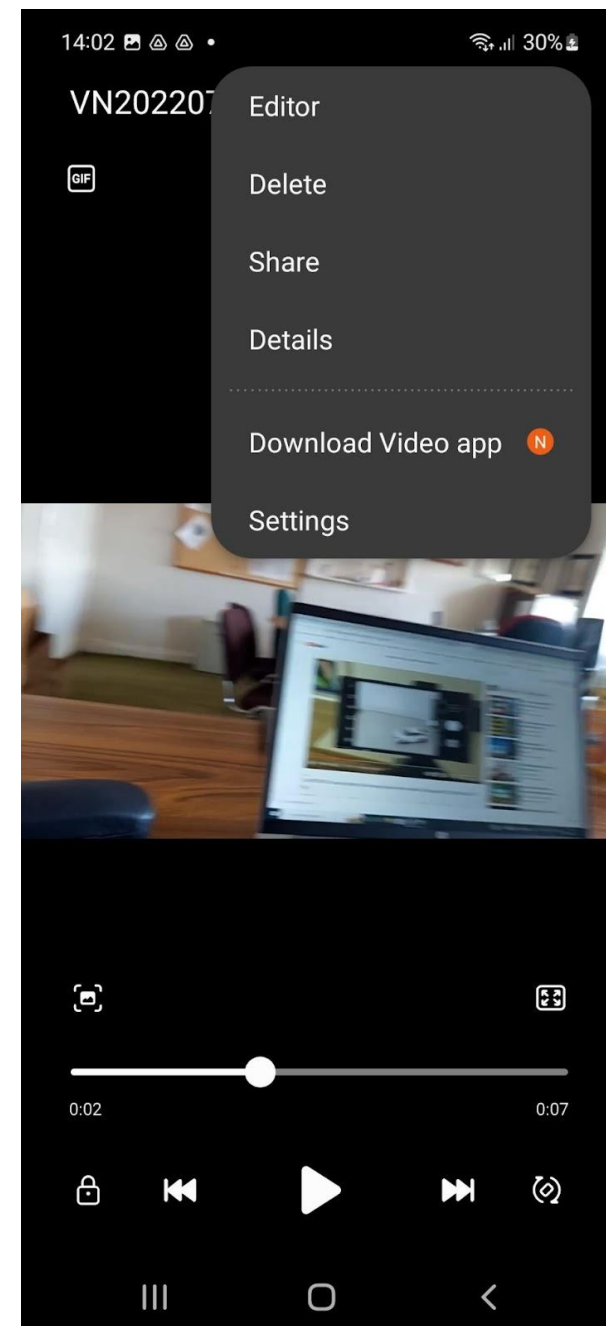 14:02 30%
VN202207
Editor
GIF
Delete
Share
Details
Download Video app N
Settings
0:02 0:07